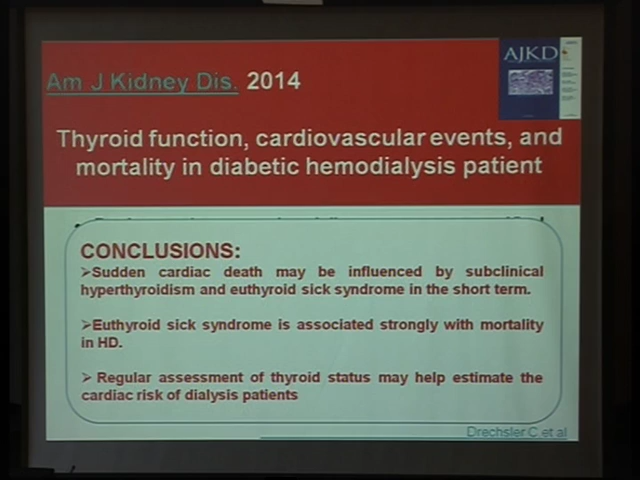 AJKD
Am J Kidney Dis. 2014
Thyroid function, cardiovascular events, and
mortality in diabetic hemodialysis patient
CONCLUSIONS:
➢Sudden cardiac death may be influenced by subclinical
hyperthyroidism and euthyroid sick syndrome in the short term.
➢Euthyroid sick syndrome is associated strongly with mortality
in HD.
➢ Regular assessment of thyroid status may help estimate the
cardiac risk of dialysis patients
Drechsler C et al